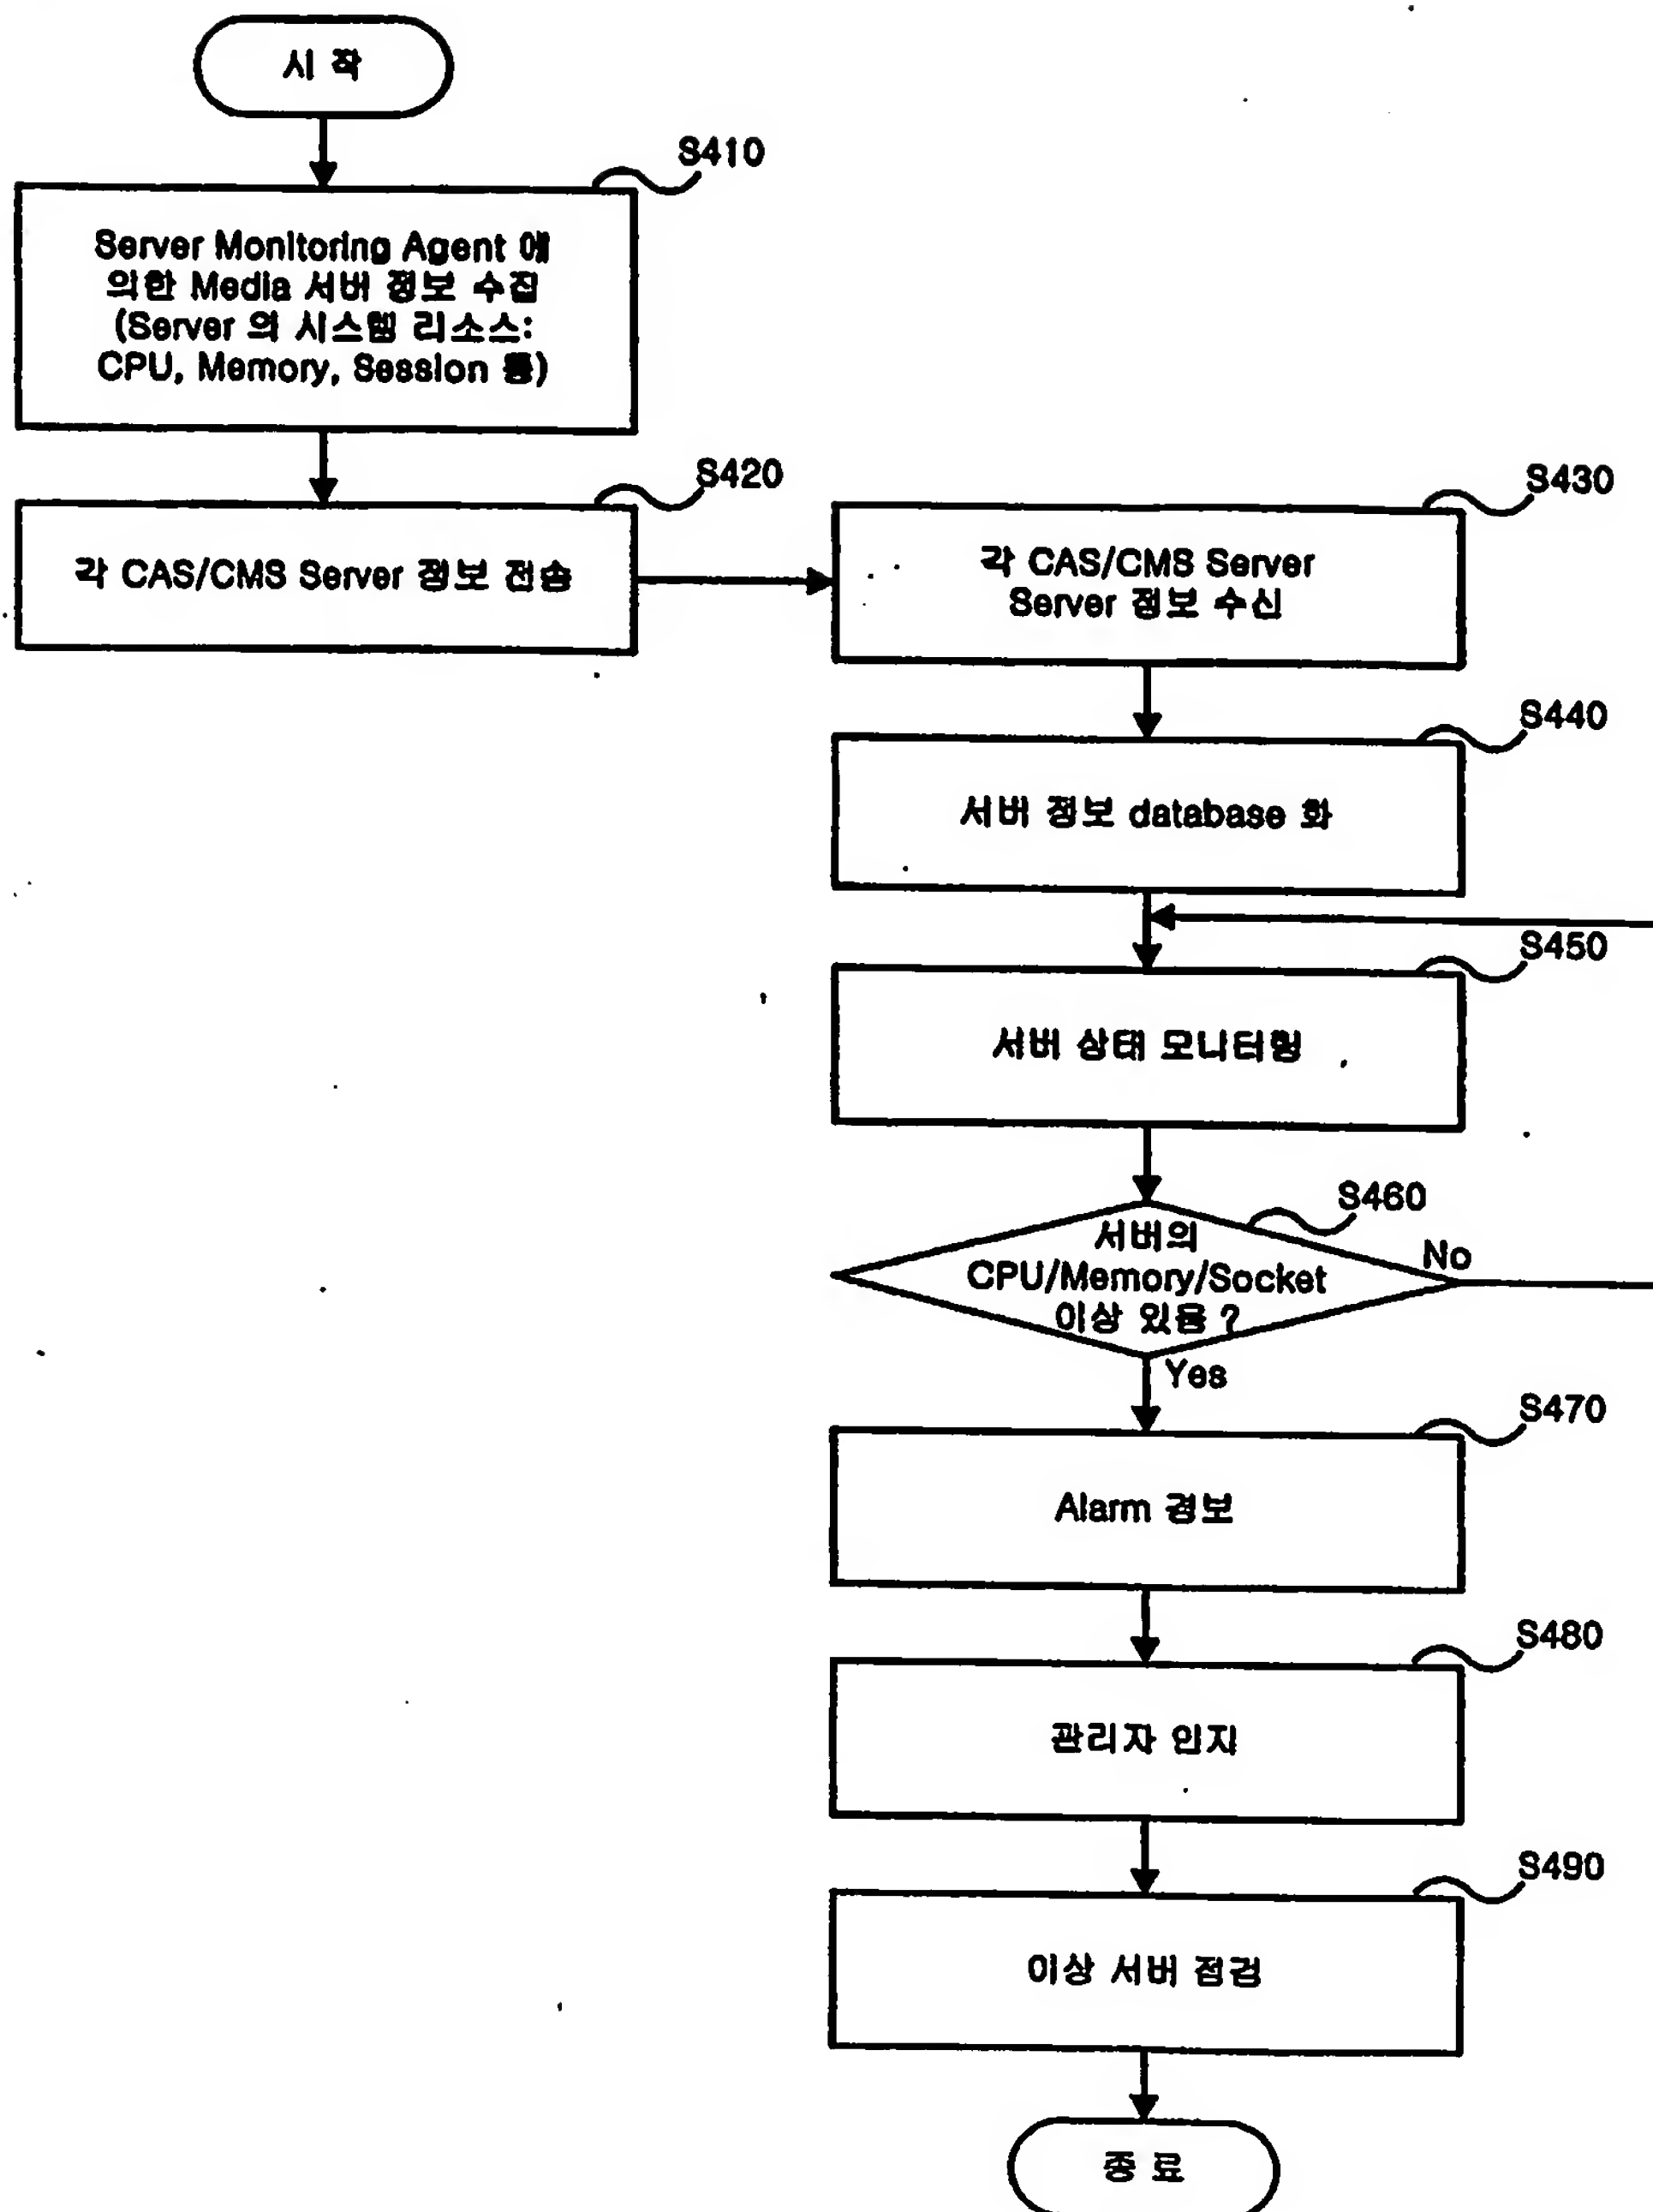 시 작
S410
Server Monitoring Agent 에
의한 Media 서버 정보 수집
(Server 의 시스템 리소스:
CPU, Memory, Session 등)
S420
각 CAS/CMS Server 정보 전송
S430
각 CAS/CMS Server
Server 정보 수신
S440
서버 정보 database 화
S450
서버 상태 모니터링
S460
서버의
CPU/Memory/Socket
이상 있음 ?
No
Yes
S470
Alarm 경보
S480
관리자 인지
S490
이상 서버 점검
종 료